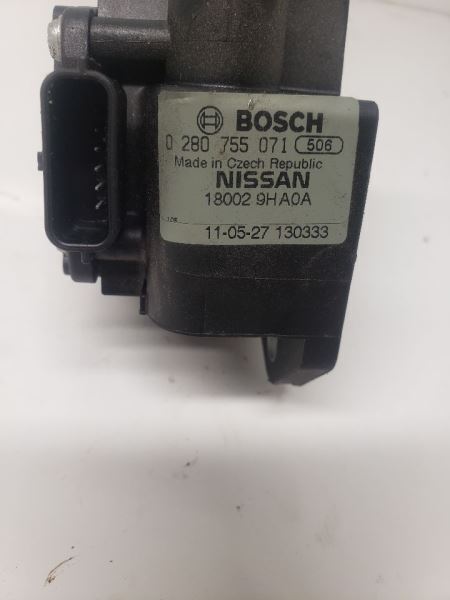 BOSCH
0 280 755 071 506
Made in Czech Republic
NISSAN
18002 9HA0A
11-05-27 130333